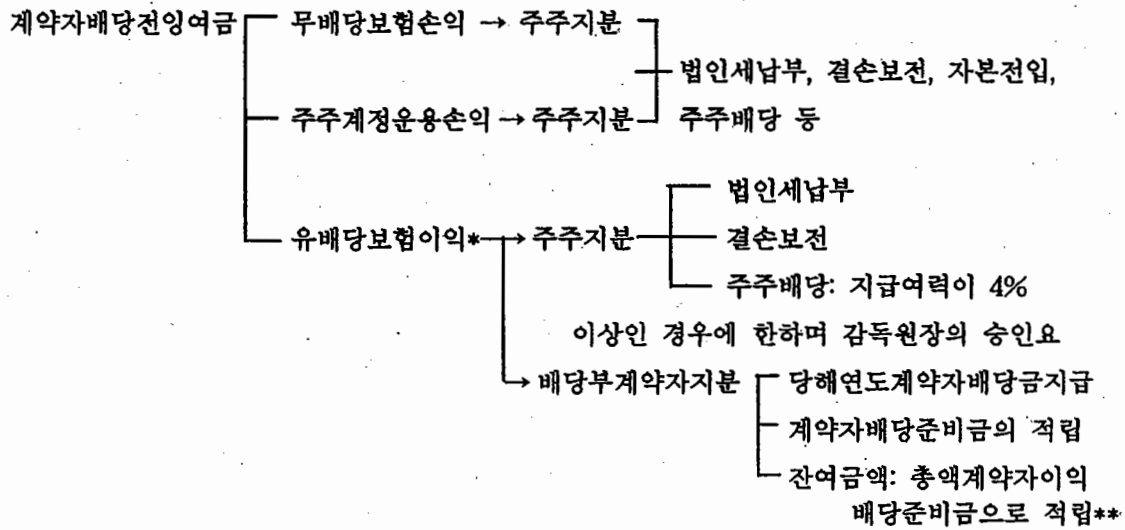 계약자배당전잉여금 무배당보험손익 → 주주지분
법인세납부, 결손보전, 자본전입,
주주계정운용손익 → 주주지분 주주배당 등
법인세납부
유배당보험이익* → 주주지분 결손보전
주주배당: 지급여력이 4%
이상인 경우에 한하며 감독원장의 승인요
→ 배당부계약자지분 당해연도계약자배당금지급
계약자배당준비금의 적립
잔여금액: 총액계약자이익
배당준비금으로 적립**